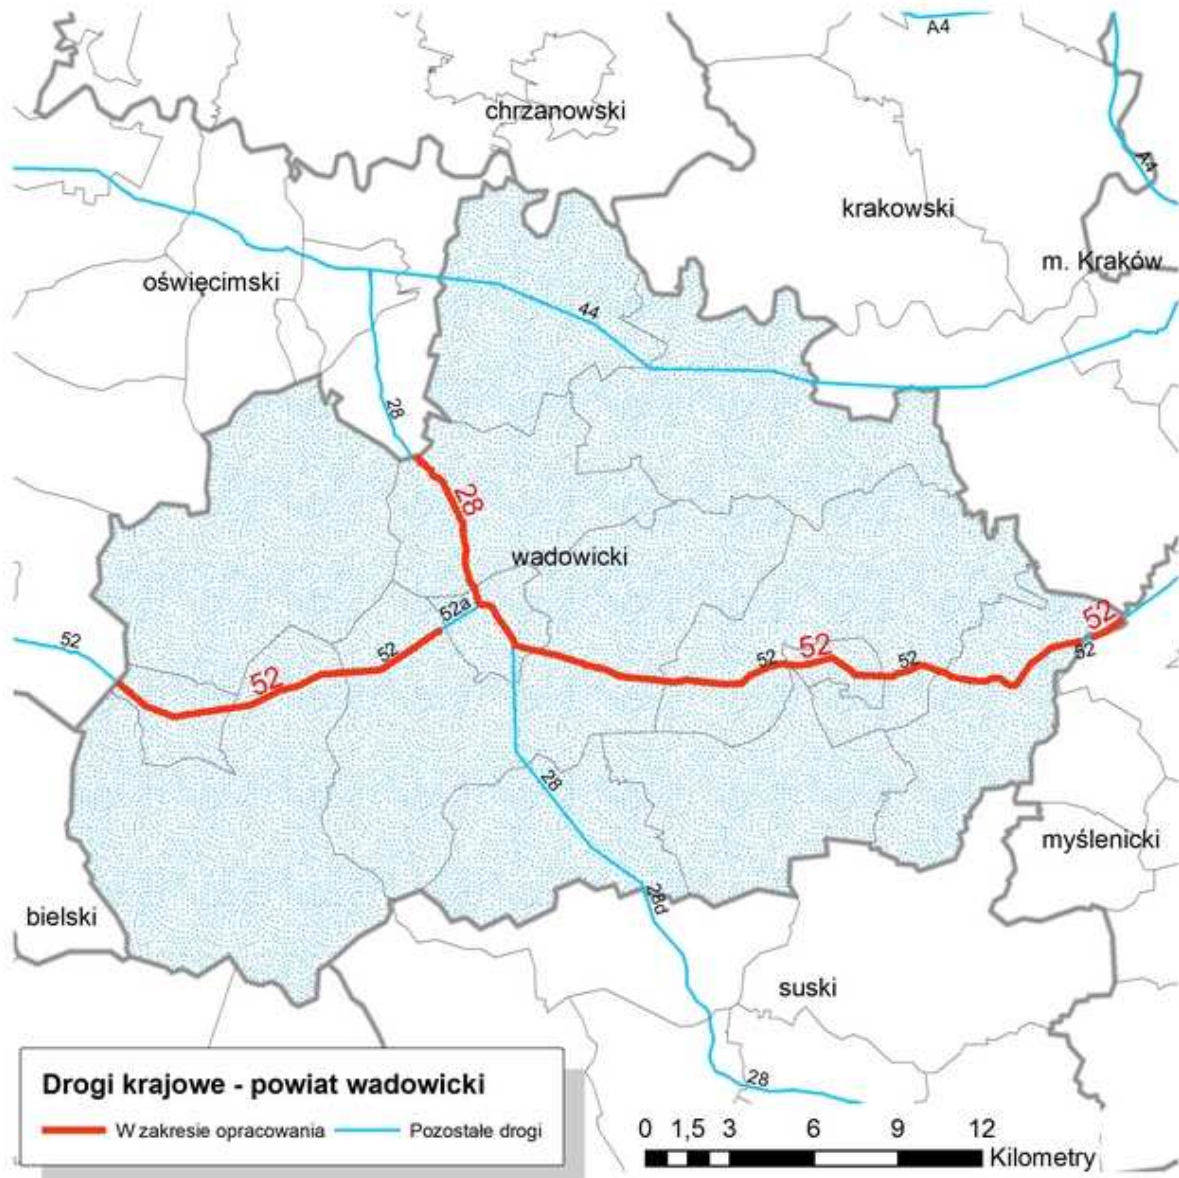 A4
chrzanowski
A4
krakowski
m. Kraków
oświęcimski
44
28
28
wadowicki
52a
52
52
52
52
52
52
52
52
28
myślenicki
28d
bielski
suski
28
Drogi krajowe - powiat wadowicki
W zakresie opracowania
Pozostałe drogi
0 1,5 3 6 9 12
Kilometry